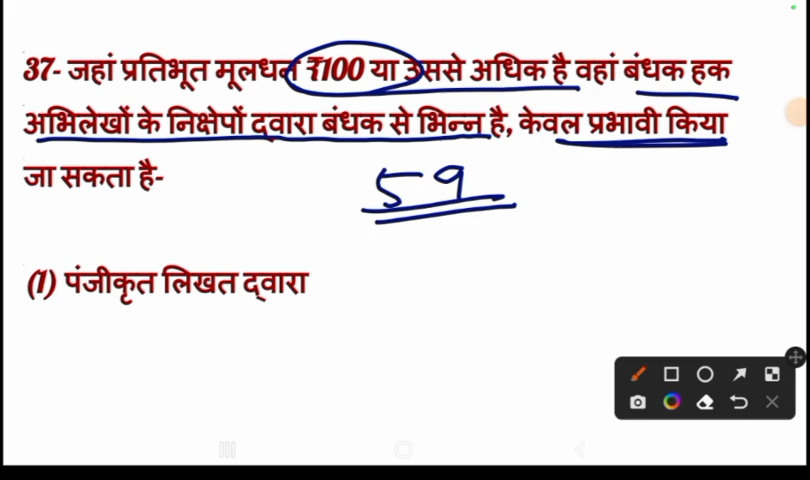 37- जहां प्रतिभूत मूलधन ₹100 या उससे अधिक है वहां बंधक हक
अभिलेखों के निक्षेपों द्वारा बंधक से भिन्न है, केवल प्रभावी किया
जा सकता है-
59
(1) पंजीकृत लिखत द्वारा